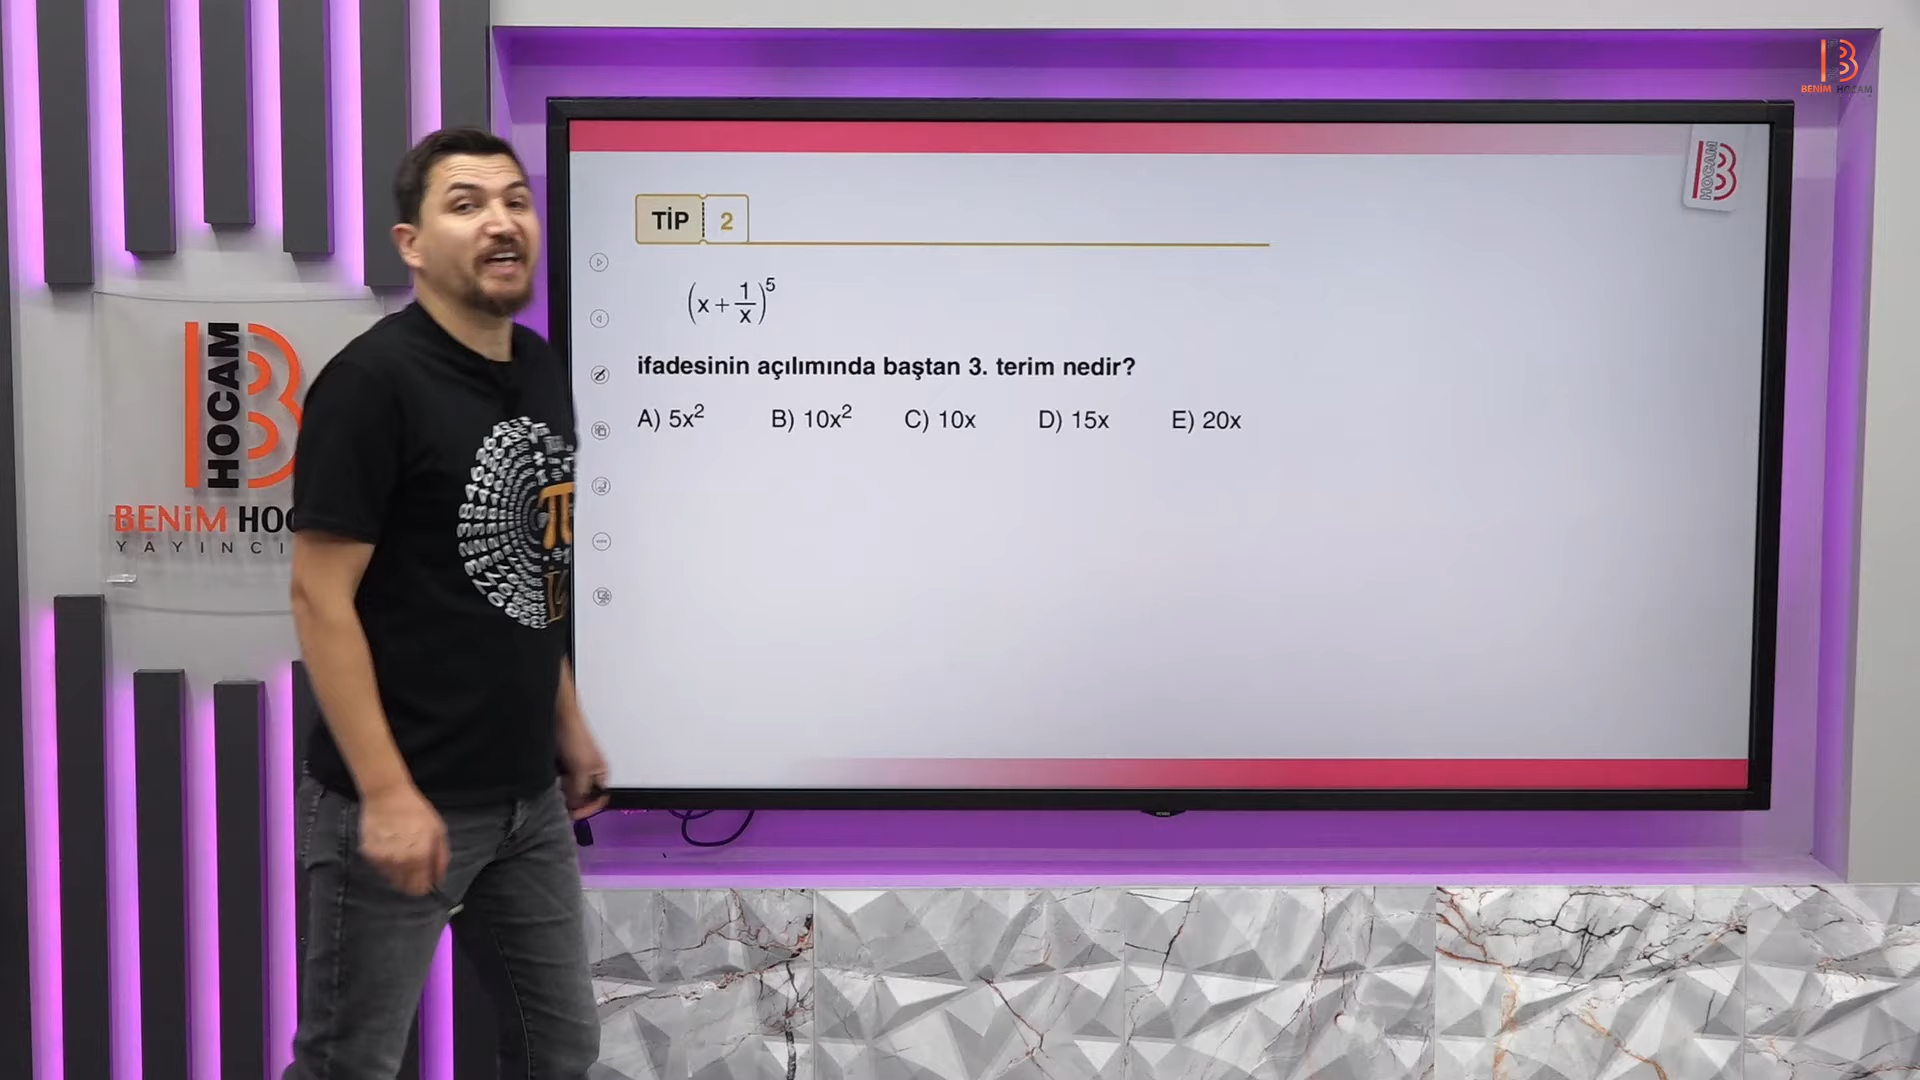 BENİM HOCAM
HOCAM
TİP 2
(x + 1/x)^5
ifadesinin açılımında baştan 3. terim nedir?
A) 5x² B) 10x² C) 10x D) 15x E) 20x
HOCAM
BENİM HOC
YAYINCI
π